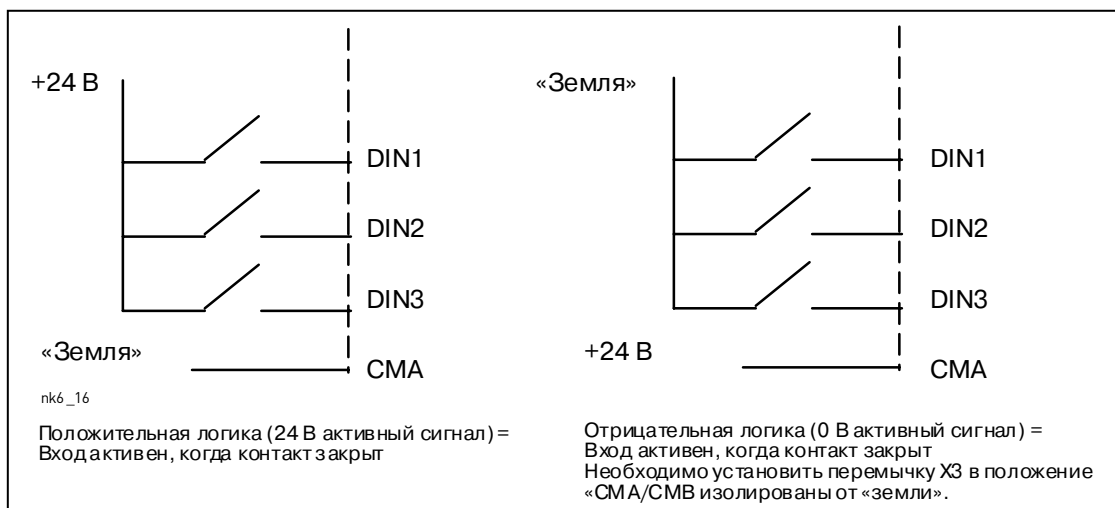 +24 В
DIN1
DIN2
DIN3
«Земля»
CMA
nk6_16
Положительная логика (24 В активный сигнал) =
Вход активен, когда контакт закрыт
«Земля»
DIN1
DIN2
DIN3
+24 В
CMA
Отрицательная логика (0 В активный сигнал) =
Вход активен, когда контакт закрыт
Необходимо установить перемычку X3 в положение
«CMA/CMB изолированы от «земли».